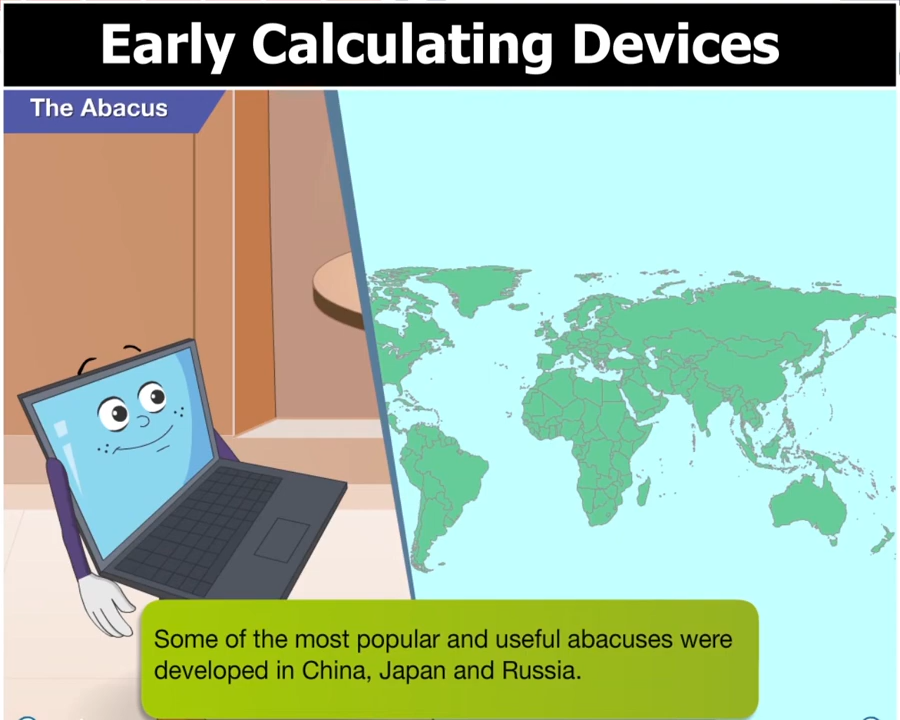 Early Calculating Devices
The Abacus
Some of the most popular and useful abacuses were
developed in China, Japan and Russia.